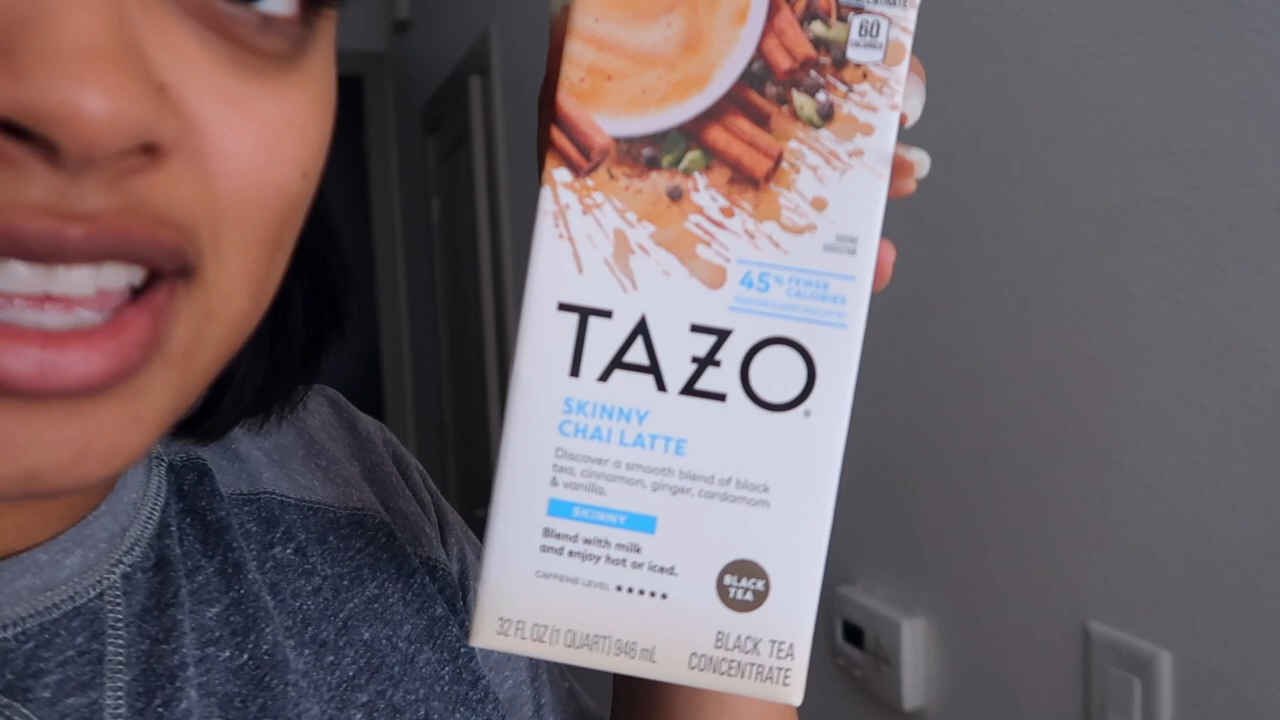 CONCENTRATE
60
CALORIES
45% FEWER
CALORIES
TAZO
SKINNY
CHAI LATTE
Discover a smooth blend of black
tea, cinnamon, ginger, cardamom
& vanilla.
SKINNY
Blend with milk
and enjoy hot or iced.
CAFFEINE LEVEL
BLACK
TEA
32 FL OZ (1 QUART) 946 mL
BLACK TEA
CONCENTRATE